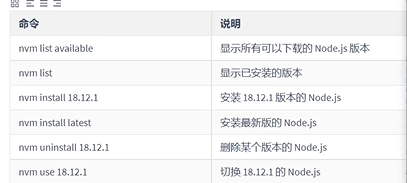 命令 说明
nvm list available 显示所有可以下载的 Node.js 版本
nvm list 显示已安装的版本
nvm install 18.12.1 安装 18.12.1 版本的 Node.js
nvm install latest 安装最新版的 Node.js
nvm uninstall 18.12.1 删除某个版本的 Node.js
nvm use 18.12.1 切换 18.12.1 的 Node.js